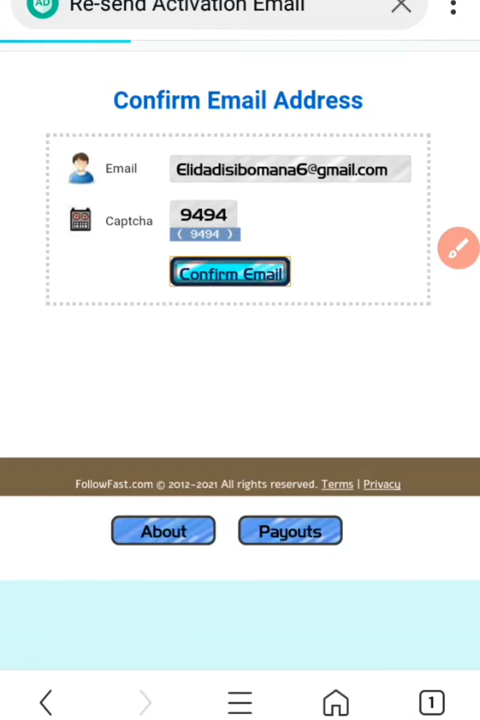 AD Re-send Activation Email
Confirm Email Address
Email Elidadisibomana6@gmail.com
Captcha 9494
( 9494 )
Confirm Email
FollowFast.com © 2012-2021 All rights reserved. Terms | Privacy
About Payouts
1